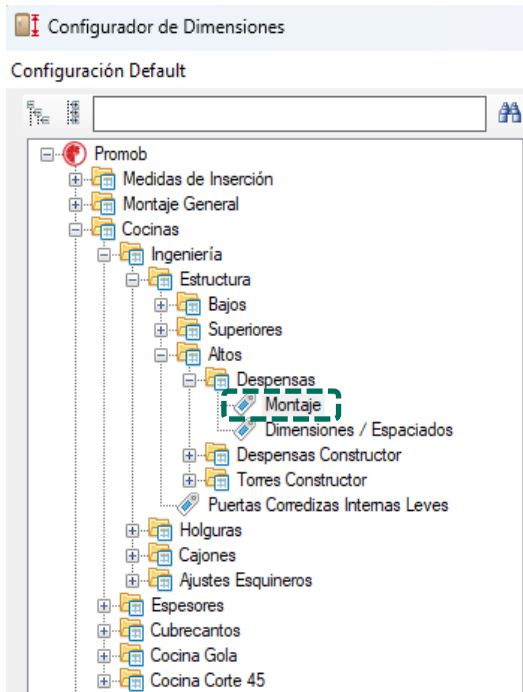 Configurador de Dimensiones
Configuración Default
Promob
Medidas de Inserción
Montaje General
Cocinas
Ingeniería
Estructura
Bajos
Superiores
Altos
Despensas
Montaje
Dimensiones / Espaciados
Despensas Constructor
Torres Constructor
Puertas Corredizas Internas Leves
Holguras
Cajones
Ajustes Esquineros
Espesores
Cubrecantos
Cocina Gola
Cocina Corte 45